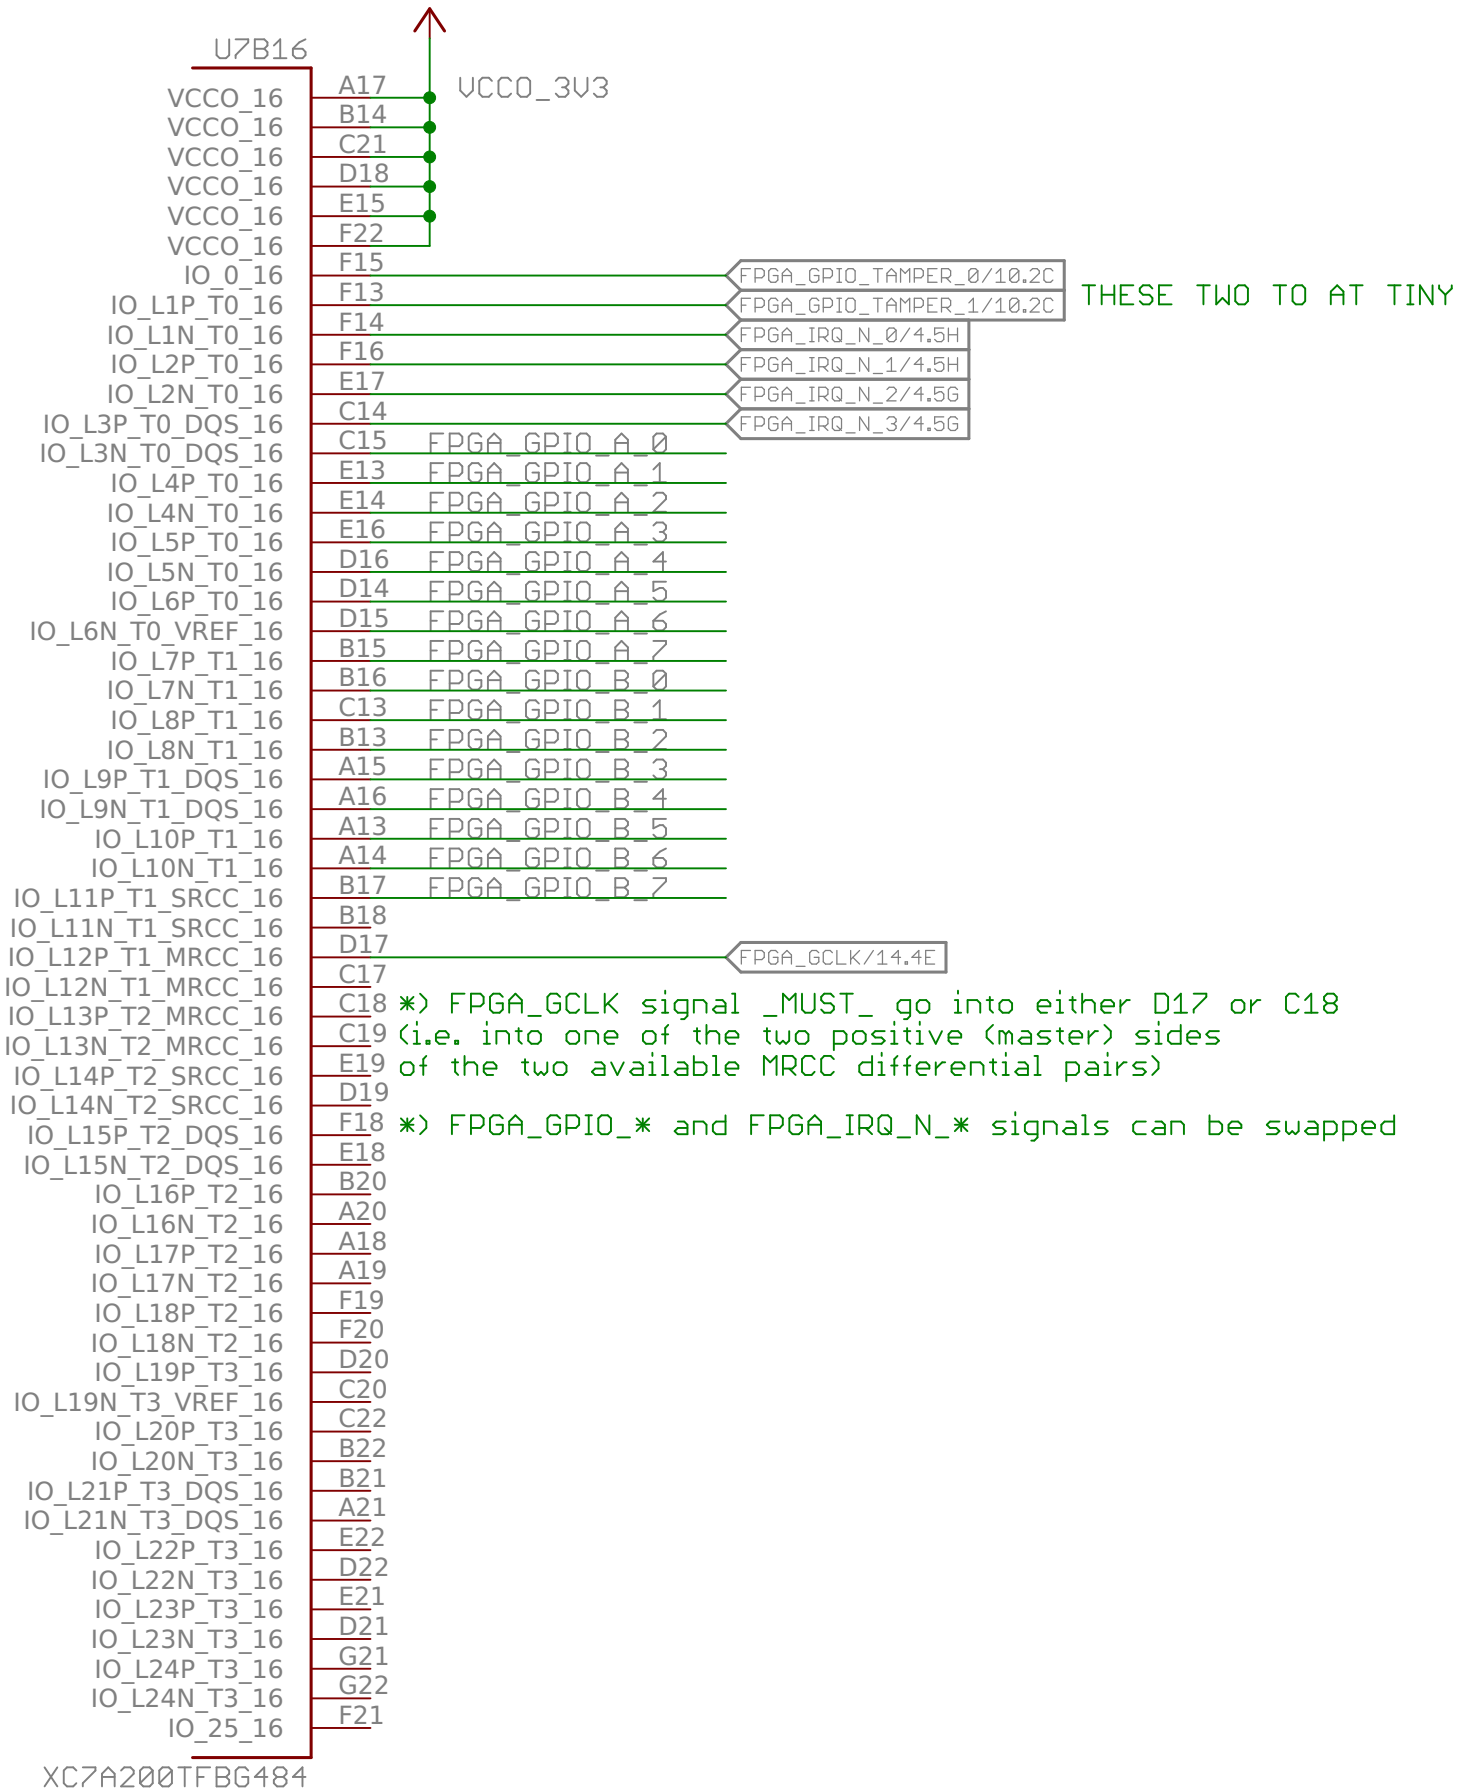 U7B16
VCCO_3V3
VCCO_16 A17
VCCO_16 B14
VCCO_16 C21
VCCO_16 D18
VCCO_16 E15
VCCO_16 F22
IO_0_16 F15 FPGA_GPIO_TAMPER_0/10.2C
THESE TWO TO AT TINY
IO_L1P_T0_16 F13 FPGA_GPIO_TAMPER_1/10.2C
IO_L1N_T0_16 F14 FPGA_IRQ_N_0/4.5H
IO_L2P_T0_16 F16 FPGA_IRQ_N_1/4.5H
IO_L2N_T0_16 E17 FPGA_IRQ_N_2/4.5G
IO_L3P_T0_DQS_16 C14 FPGA_IRQ_N_3/4.5G
IO_L3N_T0_DQS_16 C15 FPGA_GPIO_A_0
IO_L4P_T0_16 E13 FPGA_GPIO_A_1
IO_L4N_T0_16 E14 FPGA_GPIO_A_2
IO_L5P_T0_16 E16 FPGA_GPIO_A_3
IO_L5N_T0_16 D16 FPGA_GPIO_A_4
IO_L6P_T0_16 D14 FPGA_GPIO_A_5
IO_L6N_T0_VREF_16 D15 FPGA_GPIO_A_6
IO_L7P_T1_16 B15 FPGA_GPIO_A_7
IO_L7N_T1_16 B16 FPGA_GPIO_B_0
IO_L8P_T1_16 C13 FPGA_GPIO_B_1
IO_L8N_T1_16 B13 FPGA_GPIO_B_2
IO_L9P_T1_DQS_16 A15 FPGA_GPIO_B_3
IO_L9N_T1_DQS_16 A16 FPGA_GPIO_B_4
IO_L10P_T1_16 A13 FPGA_GPIO_B_5
IO_L10N_T1_16 A14 FPGA_GPIO_B_6
IO_L11P_T1_SRCC_16 B17 FPGA_GPIO_B_7
IO_L11N_T1_SRCC_16 B18
IO_L12P_T1_MRCC_16 D17 FPGA_GCLK/14.4E
IO_L12N_T1_MRCC_16 C17
IO_L13P_T2_MRCC_16 C18
IO_L13N_T2_MRCC_16 C19
IO_L14P_T2_SRCC_16 E19
IO_L14N_T2_SRCC_16 D19
IO_L15P_T2_DQS_16 F18
IO_L15N_T2_DQS_16 E18
IO_L16P_T2_16 B20
IO_L16N_T2_16 A20
IO_L17P_T2_16 A18
IO_L17N_T2_16 A19
IO_L18P_T2_16 F19
IO_L18N_T2_16 F20
IO_L19P_T3_16 D20
IO_L19N_T3_VREF_16 C20
IO_L20P_T3_16 C22
IO_L20N_T3_16 B22
IO_L21P_T3_DQS_16 B21
IO_L21N_T3_DQS_16 A21
IO_L22P_T3_16 E22
IO_L22N_T3_16 D22
IO_L23P_T3_16 E21
IO_L23N_T3_16 D21
IO_L24P_T3_16 G21
IO_L24N_T3_16 G22
IO_25_16 F21
*) FPGA_GCLK signal _MUST_ go into either D17 or C18
(i.e. into one of the two positive (master) sides
of the two available MRCC differential pairs)
*) FPGA_GPIO_* and FPGA_IRQ_N_* signals can be swapped
XC7A200TFBG484